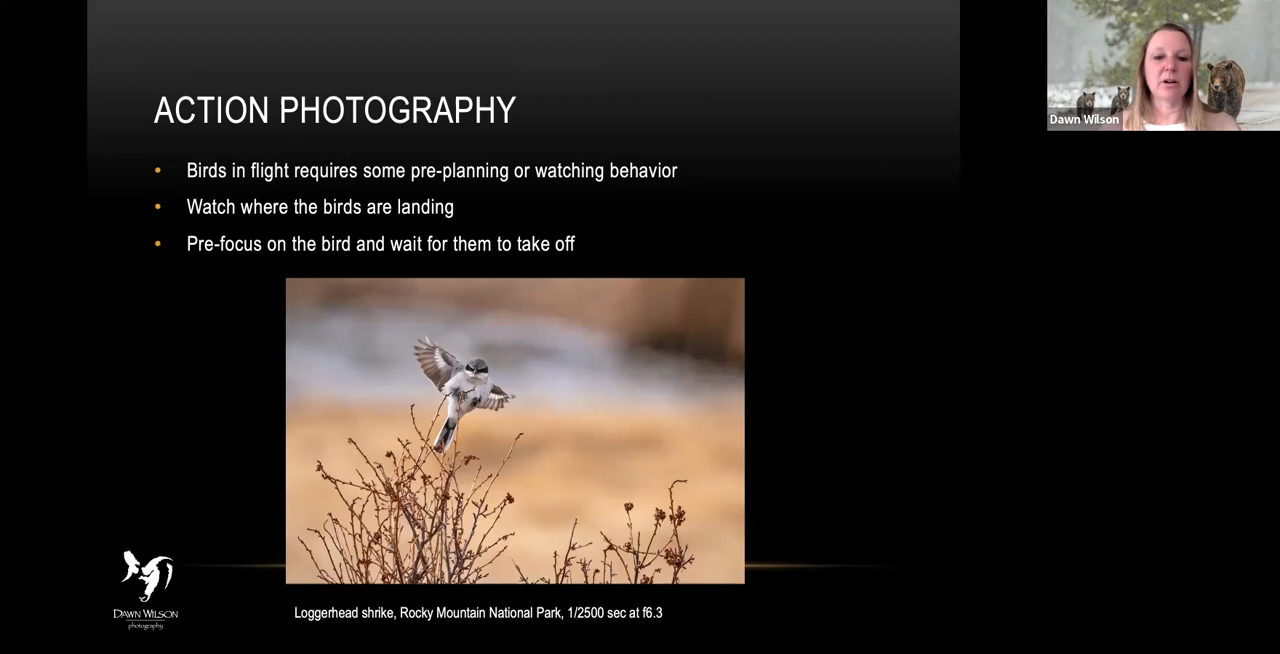 ACTION PHOTOGRAPHY
Dawn Wilson
• Birds in flight requires some pre-planning or watching behavior
• Watch where the birds are landing
• Pre-focus on the bird and wait for them to take off
DAWN WILSON
photography
Loggerhead shrike, Rocky Mountain National Park, 1/2500 sec at f6.3